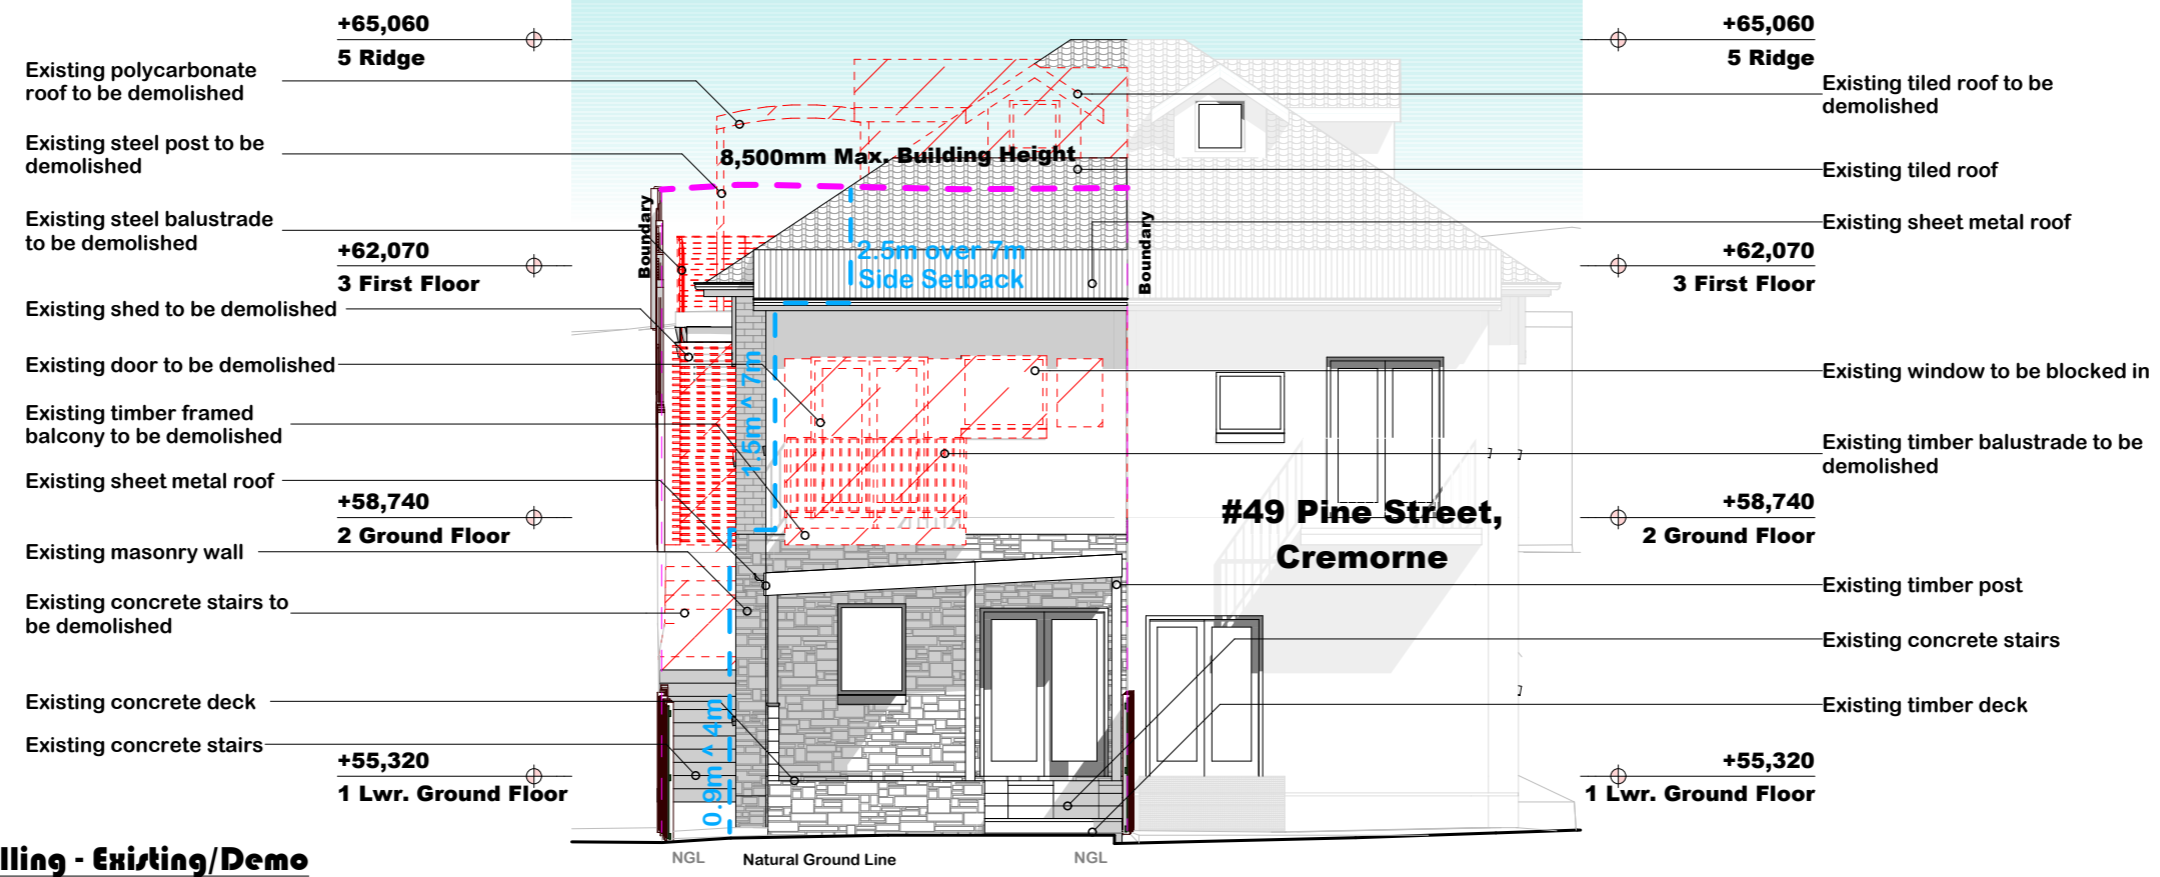 +65,060
5 Ridge
Existing polycarbonate
roof to be demolished
Existing steel post to be
demolished
Existing steel balustrade
to be demolished
+62,070
3 First Floor
Existing shed to be demolished
Existing door to be demolished
Existing timber framed
balcony to be demolished
Existing sheet metal roof
+58,740
2 Ground Floor
Existing masonry wall
Existing concrete stairs to
be demolished
Existing concrete deck
Existing concrete stairs
+55,320
1 Lwr. Ground Floor
8,500mm Max. Building Height
Boundary
2.5m over 7m
Side Setback
Boundary
1.5m ^ 7m
0.9m ^ 4m
#49 Pine Street,
Cremorne
NGL
Natural Ground Line
NGL
+65,060
5 Ridge
Existing tiled roof to be
demolished
Existing tiled roof
Existing sheet metal roof
+62,070
3 First Floor
Existing window to be blocked in
Existing timber balustrade to be
demolished
+58,740
2 Ground Floor
Existing timber post
Existing concrete stairs
Existing timber deck
+55,320
1 Lwr. Ground Floor
lling - Existing/Demo